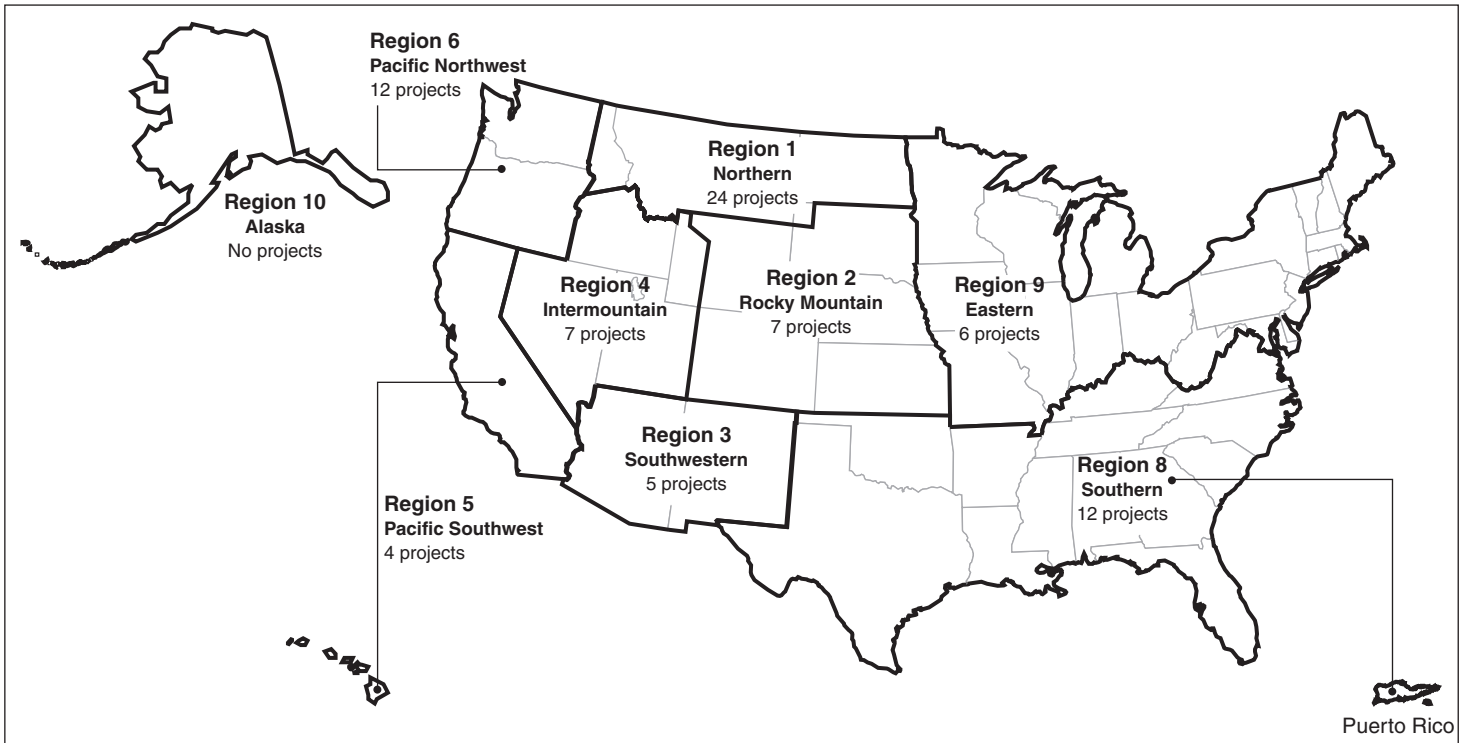 Region 6
Pacific Northwest
12 projects
Region 1
Northern
24 projects
Region 10
Alaska
No projects
Region 4
Intermountain
7 projects
Region 2
Rocky Mountain
7 projects
Region 9
Eastern
6 projects
Region 3
Southwestern
5 projects
Region 8
Southern
12 projects
Region 5
Pacific Southwest
4 projects
Puerto Rico